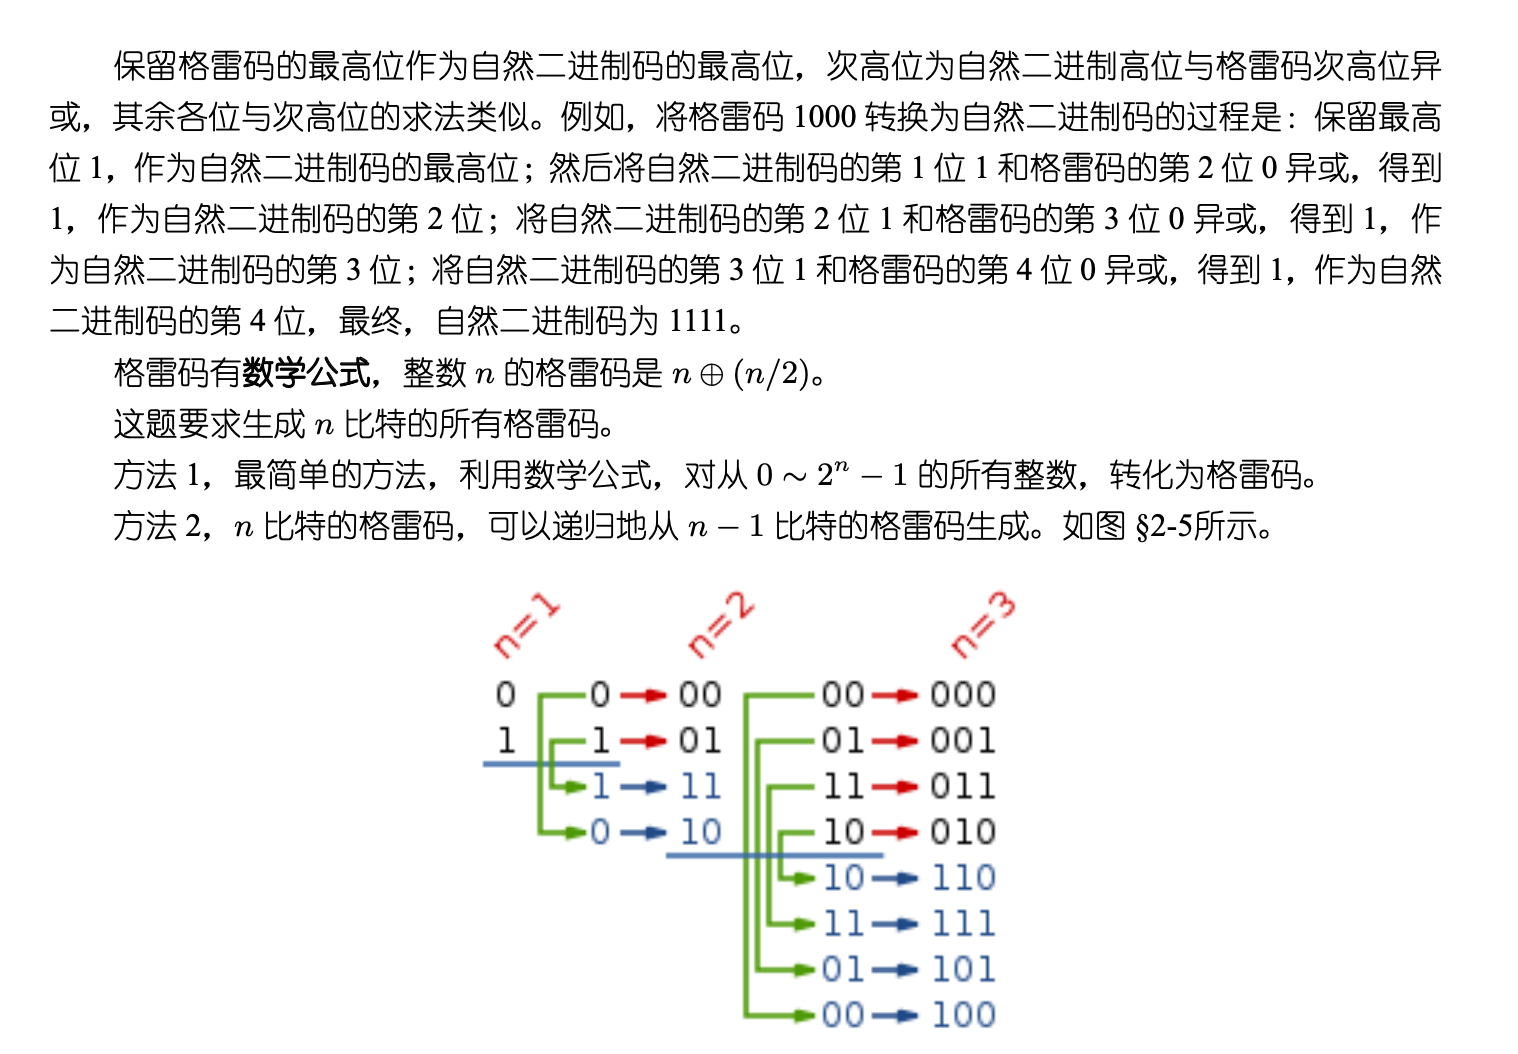 保留格雷码的最高位作为自然二进制码的最高位，次高位为自然二进制高位与格雷码次高位异
或，其余各位与次高位的求法类似。例如，将格雷码 1000 转换为自然二进制码的过程是：保留最高
位 1，作为自然二进制码的最高位；然后将自然二进制码的第 1 位 1 和格雷码的第 2 位 0 异或，得到
1，作为自然二进制码的第 2 位；将自然二进制码的第 2 位 1 和格雷码的第 3 位 0 异或，得到 1，作
为自然二进制码的第 3 位；将自然二进制码的第 3 位 1 和格雷码的第 4 位 0 异或，得到 1，作为自然
二进制码的第 4 位，最终，自然二进制码为 1111。
格雷码有数学公式，整数 n 的格雷码是 n ⊕ (n/2)。
这题要求生成 n 比特的所有格雷码。
方法 1，最简单的方法，利用数学公式，对从 0 ∼ 2ⁿ − 1 的所有整数，转化为格雷码。
方法 2，n 比特的格雷码，可以递归地从 n − 1 比特的格雷码生成。如图 §2-5所示。
n=1 n=2 n=3
0 0 00 00 000
1 1 01 01 001
1 11 11 011
0 10 10 010
10 110
11 111
01 101
00 100